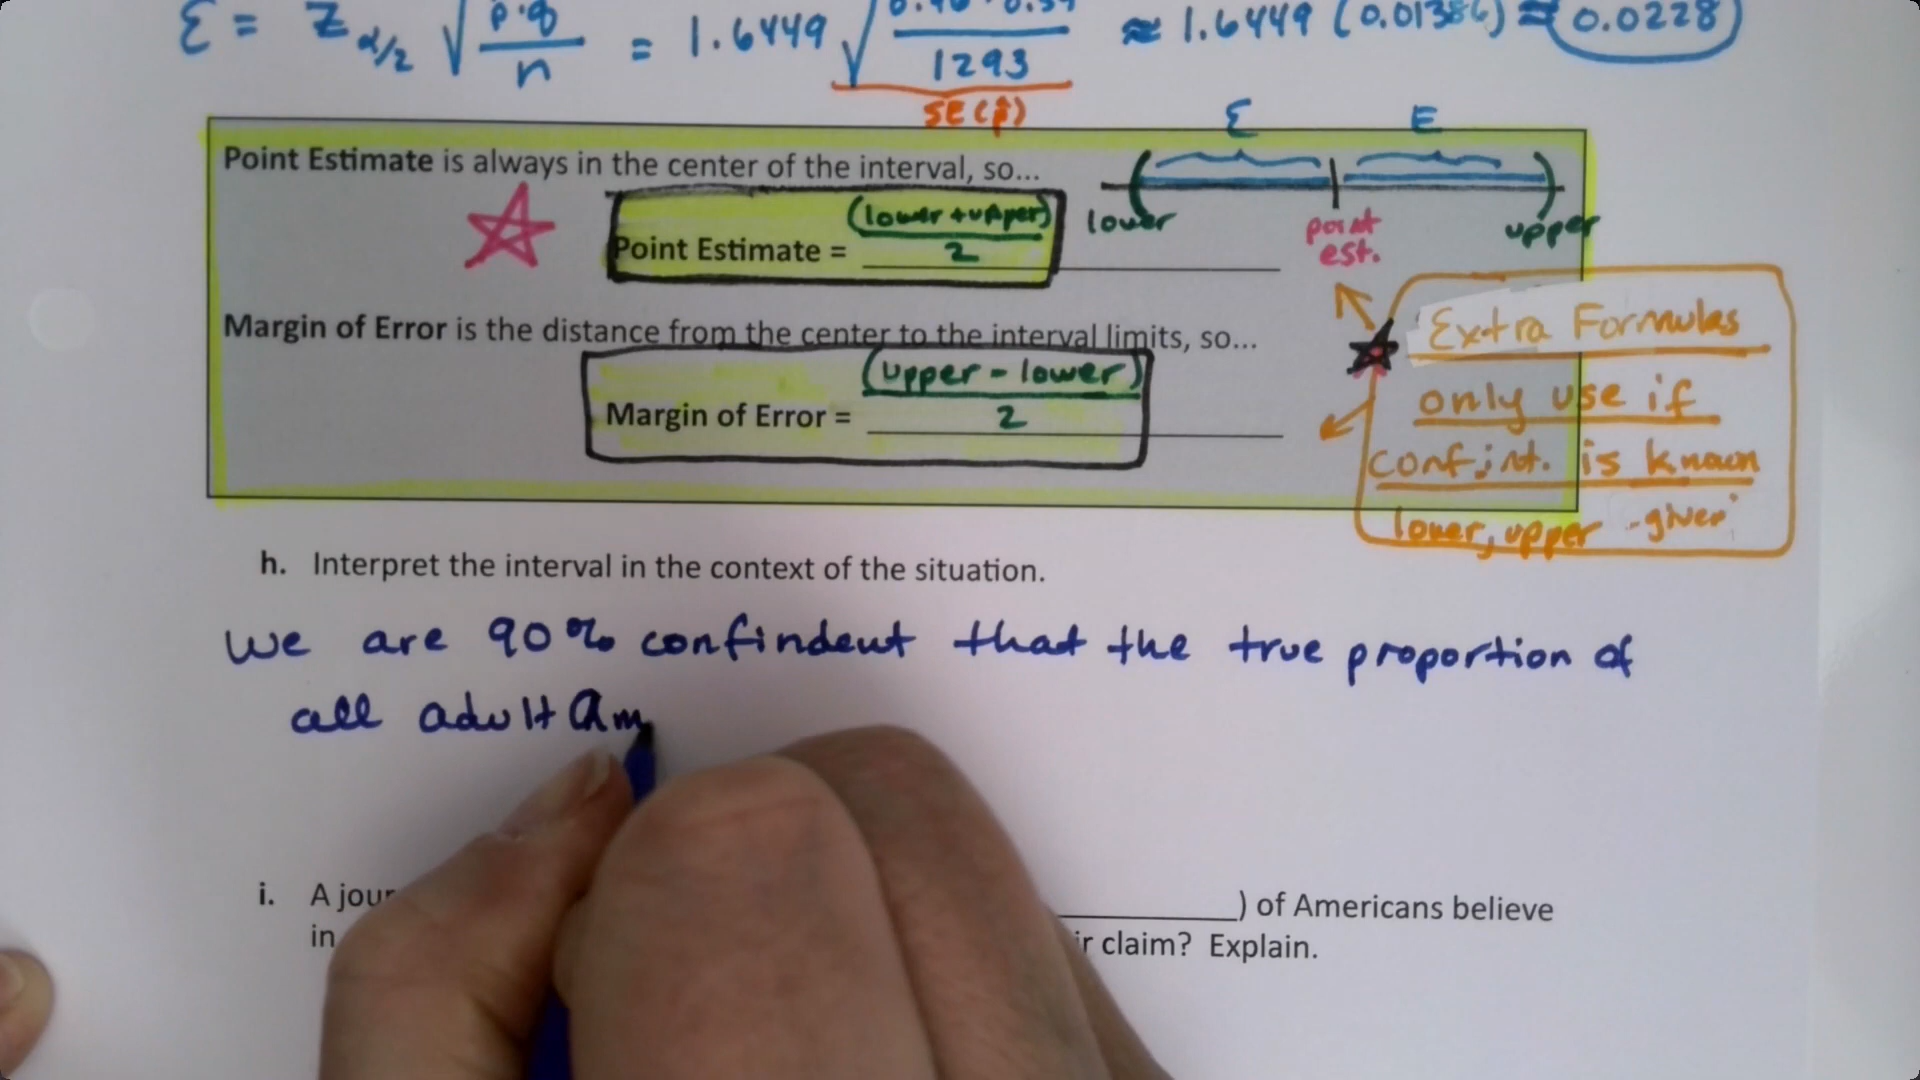 Ɛ = Z α/2 √ p·q / n = 1.6449 √ / 1293 ≈ 1.6449 (0.01386) ≈ 0.0228
SE(p̂)
Ɛ E
Point Estimate is always in the center of the interval, so...
(lower + upper)
Point Estimate = 2
lower point est. upper
Margin of Error is the distance from the center to the interval limits, so...
(upper - lower)
Margin of Error = 2
Extra Formulas
only use if
conf. int. is known
lower, upper - given
h. Interpret the interval in the context of the situation.
We are 90% confindent that the true proportion of
all adult Am
i. A jour ) of Americans believe
in ir claim? Explain.